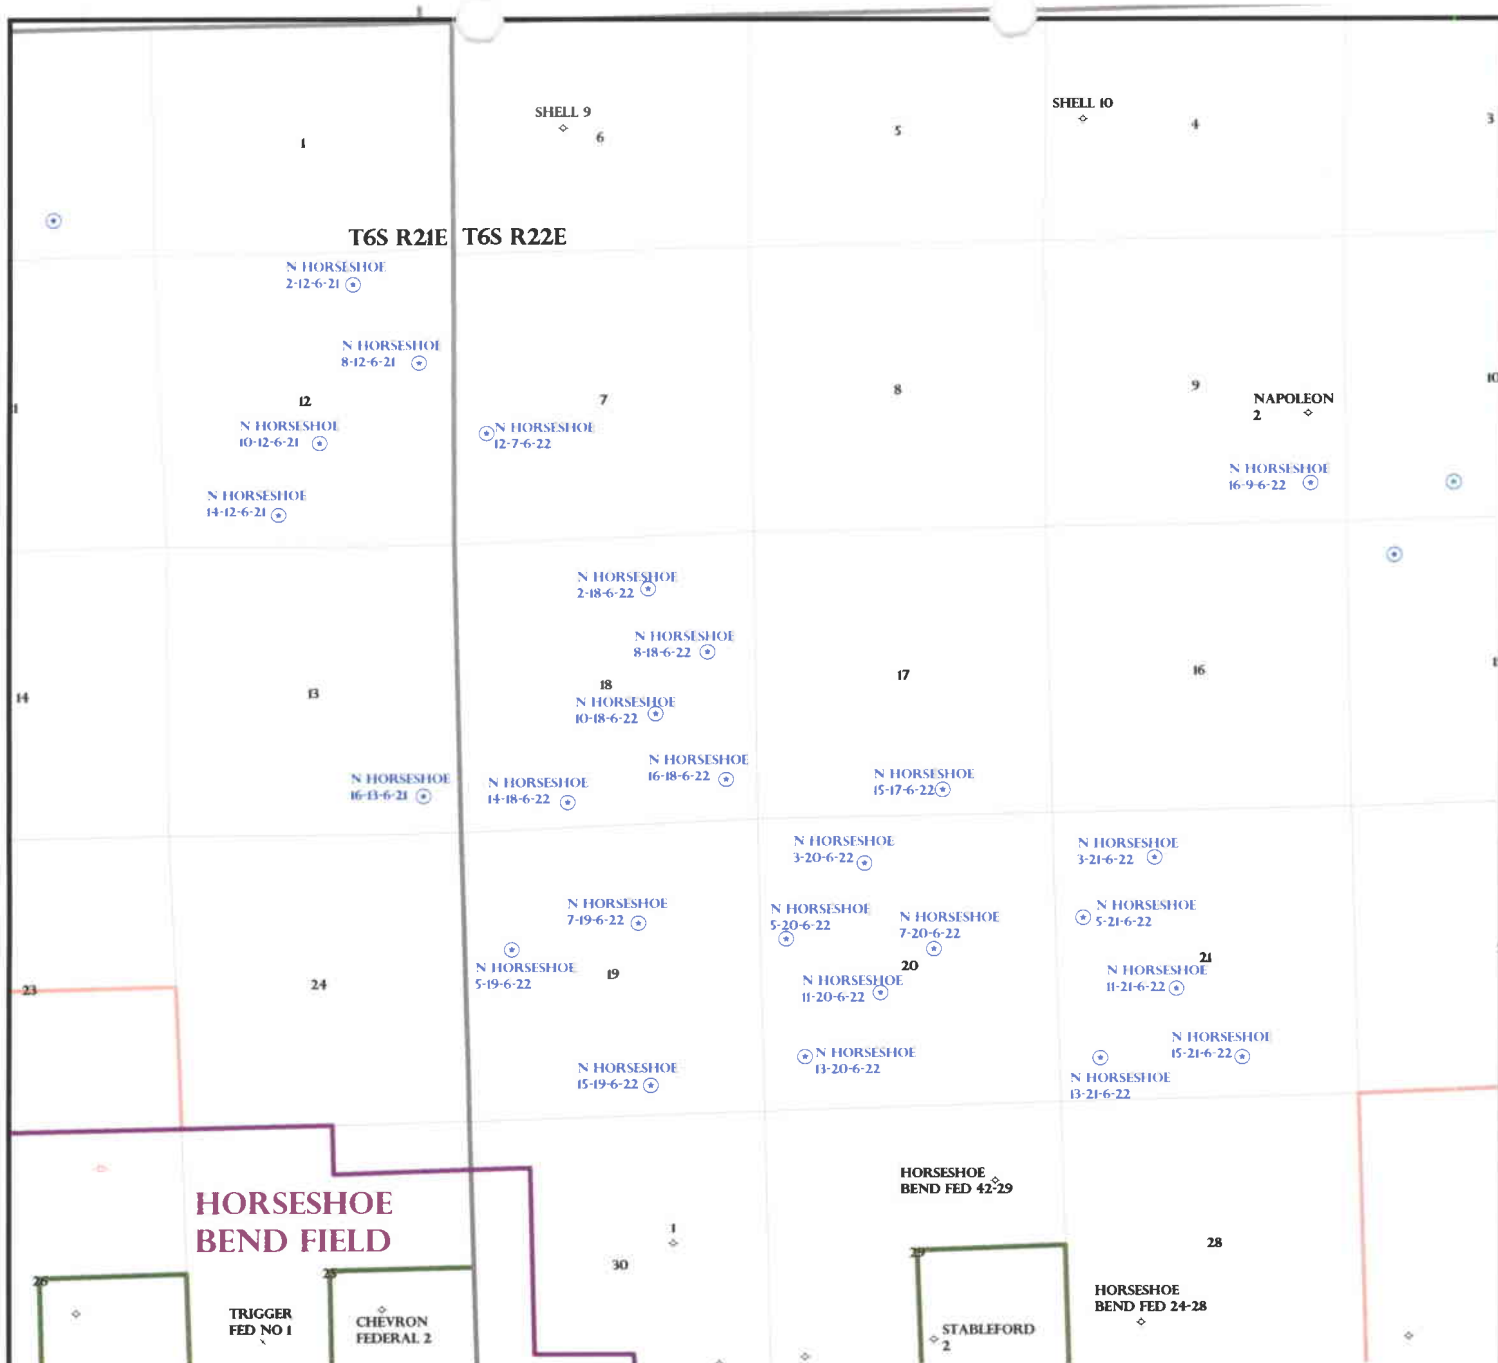 SHELL 9
6
SHELL 10
5
4
3
1
T6S R21E
T6S R22E
N HORSESHOE
2-12-6-21
N HORSESHOE
8-12-6-21
12
N HORSESHOE
10-12-6-21
N HORSESHOE
14-12-6-21
7
N HORSESHOE
12-7-6-22
8
9
10
NAPOLEON
2
N HORSESHOE
16-9-6-22
N HORSESHOE
2-18-6-22
N HORSESHOE
8-18-6-22
18
N HORSESHOE
10-18-6-22
N HORSESHOE
16-18-6-22
N HORSESHOE
14-18-6-22
17
16
14
13
N HORSESHOE
16-13-6-21
N HORSESHOE
15-17-6-22
N HORSESHOE
3-20-6-22
N HORSESHOE
3-21-6-22
N HORSESHOE
7-19-6-22
N HORSESHOE
5-20-6-22
N HORSESHOE
7-20-6-22
N HORSESHOE
5-21-6-22
N HORSESHOE
5-19-6-22
19
20
21
23
24
N HORSESHOE
11-20-6-22
N HORSESHOE
11-21-6-22
N HORSESHOE
15-19-6-22
N HORSESHOE
13-20-6-22
N HORSESHOE
15-21-6-22
N HORSESHOE
13-21-6-22
HORSESHOE
BEND FED 42-29
HORSESHOE
BEND FIELD
1
30
29
28
26
25
TRIGGER
FED NO 1
CHEVRON
FEDERAL 2
STABLEFORD
2
HORSESHOE
BEND FED 24-28